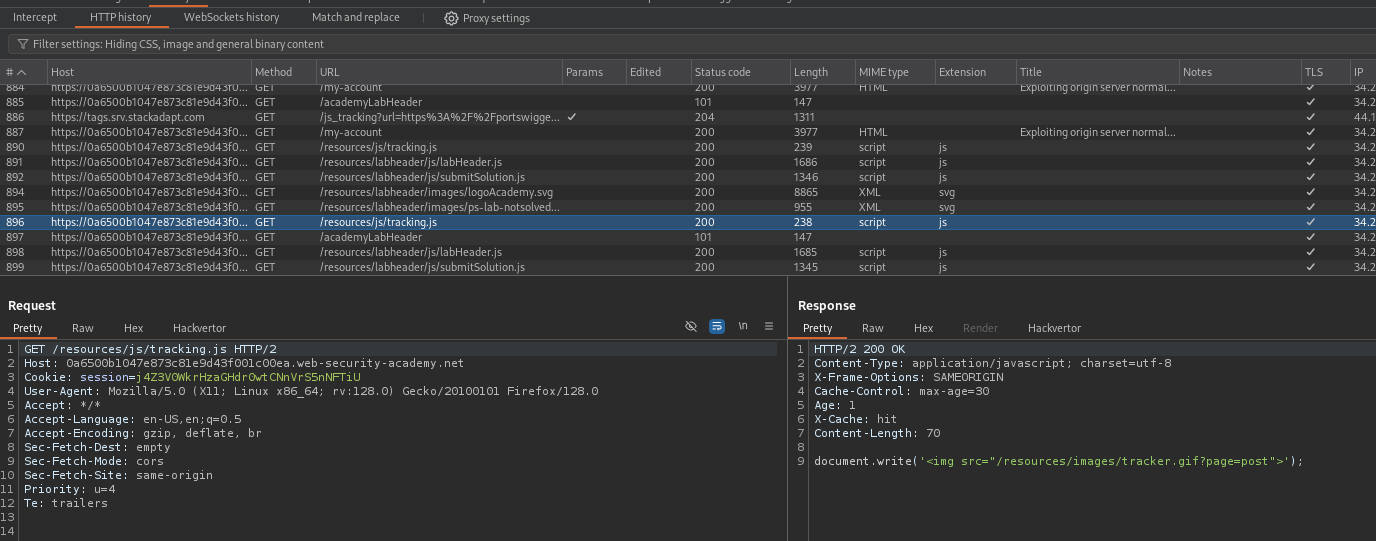 Intercept HTTP history WebSockets history Match and replace Proxy settings
Filter settings: Hiding CSS, image and general binary content
# Host Method URL Params Edited Status code Length MIME type Extension Title Notes TLS IP
884 https://0a6500b1047e873c81e9d43f0... GET /my-account 200 3977 HTML Exploiting origin server normal... ✓ 34.2
885 https://0a6500b1047e873c81e9d43f0... GET /academyLabHeader 101 147 ✓ 34.2
886 https://tags.srv.stackadapt.com GET /js_tracking?url=https%3A%2F%2Fportswigge... ✓ 204 1311 ✓ 44.1
887 https://0a6500b1047e873c81e9d43f0... GET /my-account 200 3977 HTML Exploiting origin server normal... ✓ 34.2
890 https://0a6500b1047e873c81e9d43f0... GET /resources/js/tracking.js 200 239 script js ✓ 34.2
891 https://0a6500b1047e873c81e9d43f0... GET /resources/labheader/js/labHeader.js 200 1686 script js ✓ 34.2
892 https://0a6500b1047e873c81e9d43f0... GET /resources/labheader/js/submitSolution.js 200 1346 script js ✓ 34.2
894 https://0a6500b1047e873c81e9d43f0... GET /resources/labheader/images/logoAcademy.svg 200 8865 XML svg ✓ 34.2
895 https://0a6500b1047e873c81e9d43f0... GET /resources/labheader/images/ps-lab-notsolved... 200 955 XML svg ✓ 34.2
896 https://0a6500b1047e873c81e9d43f0... GET /resources/js/tracking.js 200 238 script js ✓ 34.2
897 https://0a6500b1047e873c81e9d43f0... GET /academyLabHeader 101 147 ✓ 34.2
898 https://0a6500b1047e873c81e9d43f0... GET /resources/labheader/js/labHeader.js 200 1685 script js ✓ 34.2
899 https://0a6500b1047e873c81e9d43f0... GET /resources/labheader/js/submitSolution.js 200 1345 script js ✓ 34.2
Request
Pretty Raw Hex Hackvertor \n
1 GET /resources/js/tracking.js HTTP/2
2 Host: 0a6500b1047e873c81e9d43f001c00ea.web-security-academy.net
3 Cookie: session=j4Z3V0WkrHzaGHdrOwtCNnVrS5nNFTiU
4 User-Agent: Mozilla/5.0 (X11; Linux x86_64; rv:128.0) Gecko/20100101 Firefox/128.0
5 Accept: */*
6 Accept-Language: en-US,en;q=0.5
7 Accept-Encoding: gzip, deflate, br
8 Sec-Fetch-Dest: empty
9 Sec-Fetch-Mode: cors
10 Sec-Fetch-Site: same-origin
11 Priority: u=4
12 Te: trailers
13
14
Response
Pretty Raw Hex Render Hackvertor
1 HTTP/2 200 OK
2 Content-Type: application/javascript; charset=utf-8
3 X-Frame-Options: SAMEORIGIN
4 Cache-Control: max-age=30
5 Age: 1
6 X-Cache: hit
7 Content-Length: 70
8
9 document.write('<img src="/resources/images/tracker.gif?page=post">');